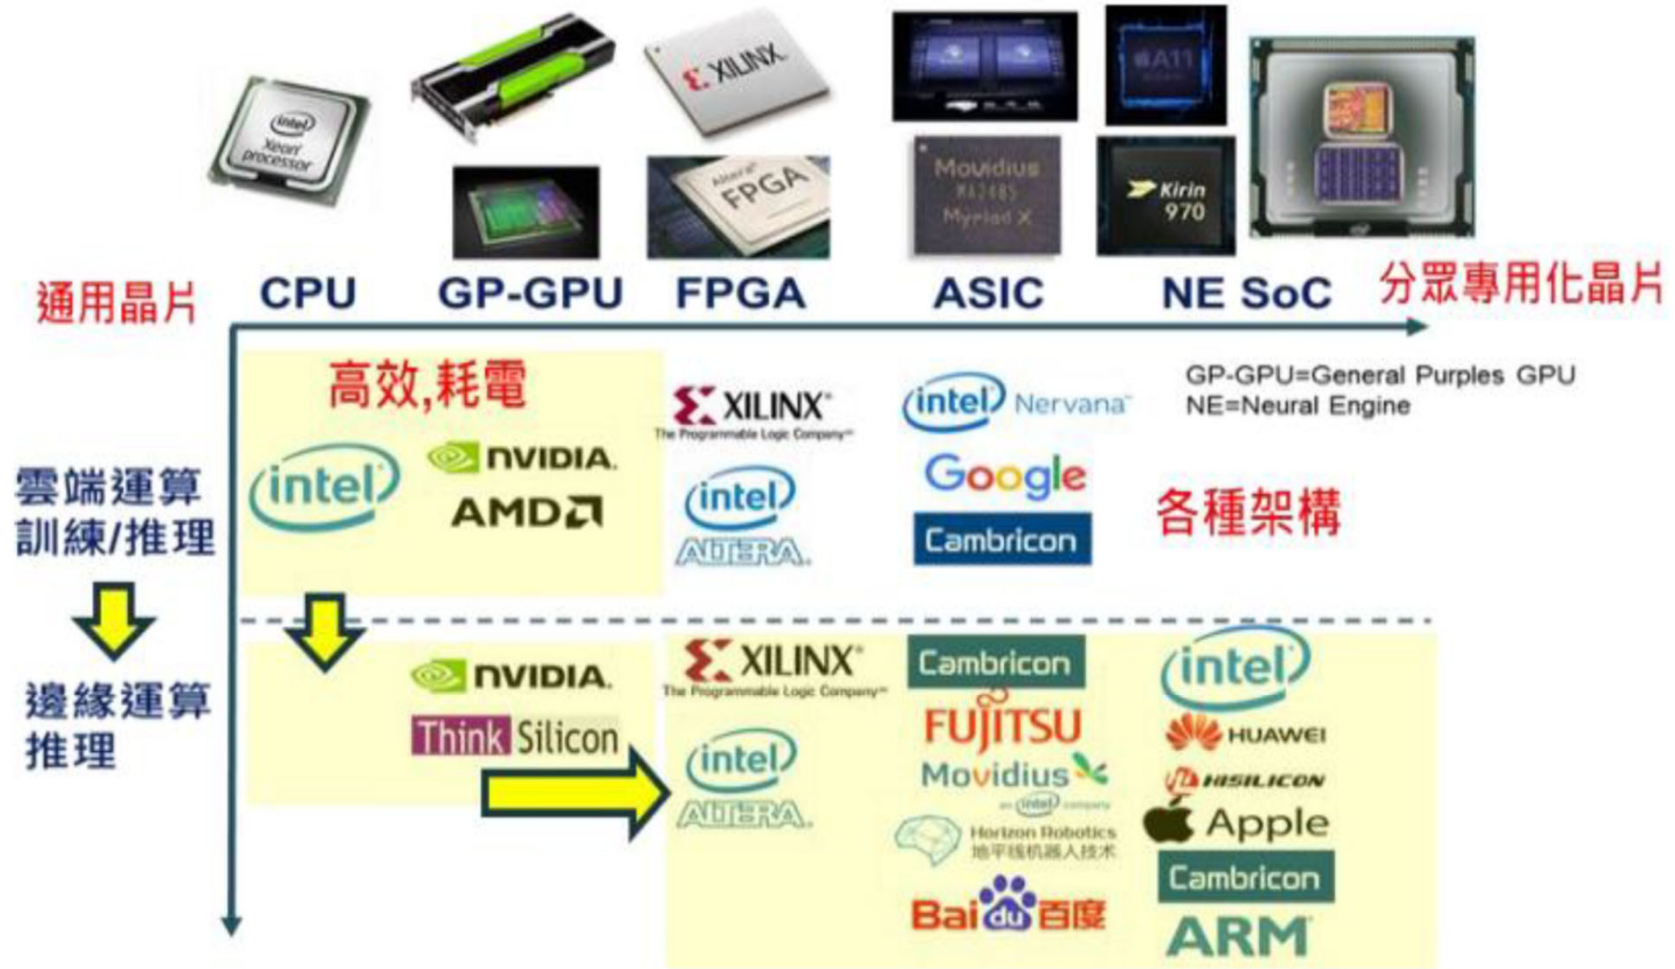 intel
Xeon
processor
XILINX
Altera
FPGA
Movidius
MA2485
Myriad X
A11
Kirin
970
通用晶片
CPU
GP-GPU
FPGA
ASIC
NE SoC
分眾專用化晶片
高效,耗電
GP-GPU=General Purples GPU
NE=Neural Engine
雲端運算
訓練/推理
intel
NVIDIA.
AMD
XILINX
The Programmable Logic Company
intel
ALTERA.
intel Nervana
Google
Cambricon
各種架構
邊緣運算
推理
NVIDIA.
Think Silicon
XILINX
The Programmable Logic Company
intel
ALTERA.
Cambricon
FUJITSU
Movidius
an intel company
Horizon Robotics
地平线机器人技术
Baidu百度
intel
HUAWEI
HISILICON
Apple
Cambricon
ARM